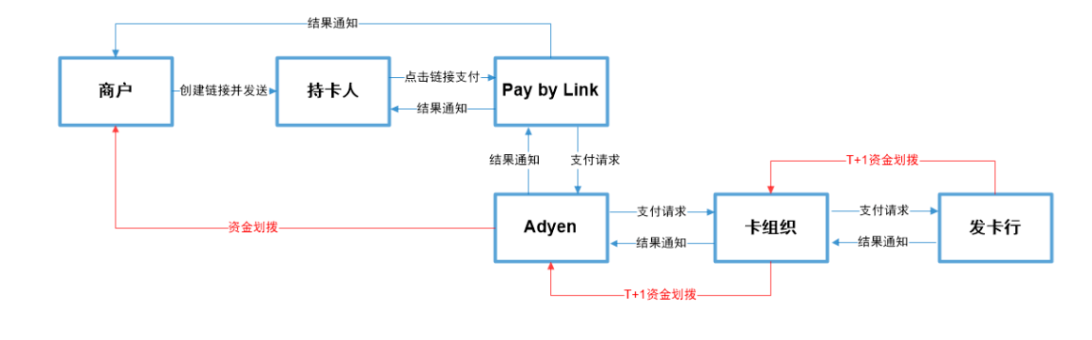 结果通知
商户
创建链接并发送
持卡人
点击链接支付
结果通知
Pay by Link
结果通知
支付请求
T+1资金划拨
资金划拨
Adyen
支付请求
结果通知
卡组织
支付请求
结果通知
发卡行
T+1资金划拨